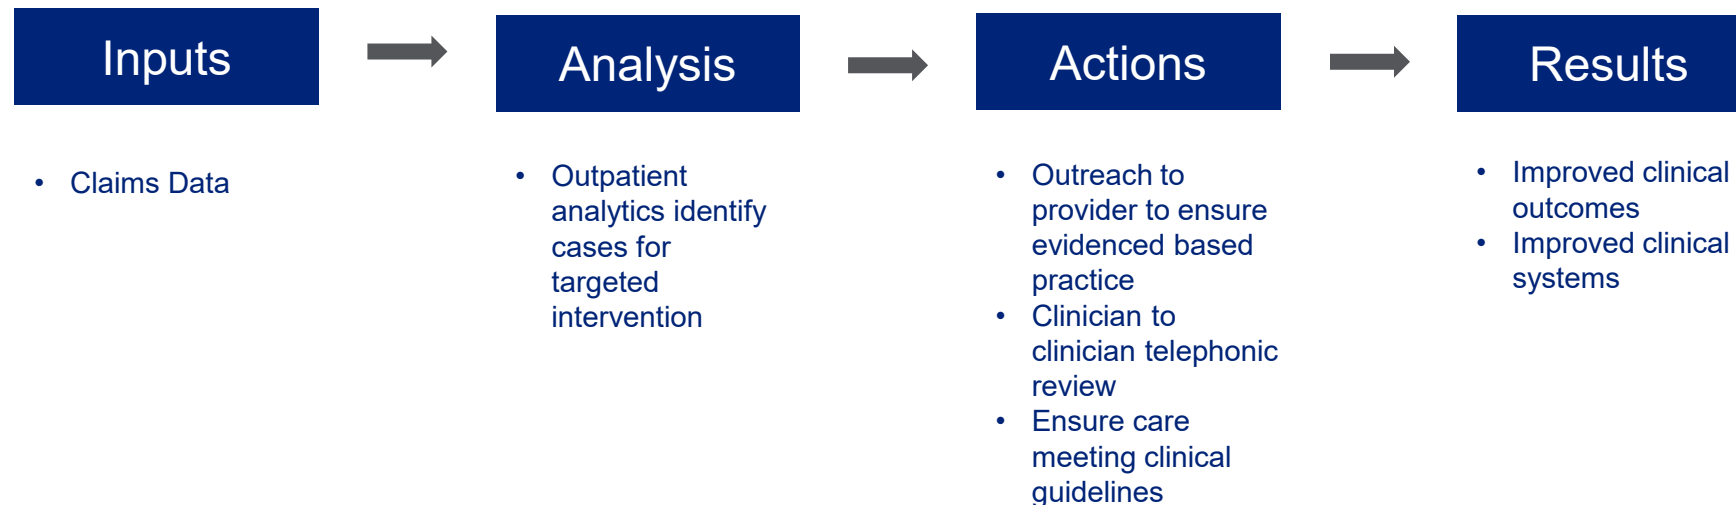 Inputs
Analysis
Actions
Results
• Claims Data
• Outpatient
analytics identify
cases for
targeted
intervention
• Outreach to
provider to ensure
evidenced based
practice
• Clinician to
clinician telephonic
review
• Ensure care
meeting clinical
guidelines
• Improved clinical
outcomes
• Improved clinical
systems